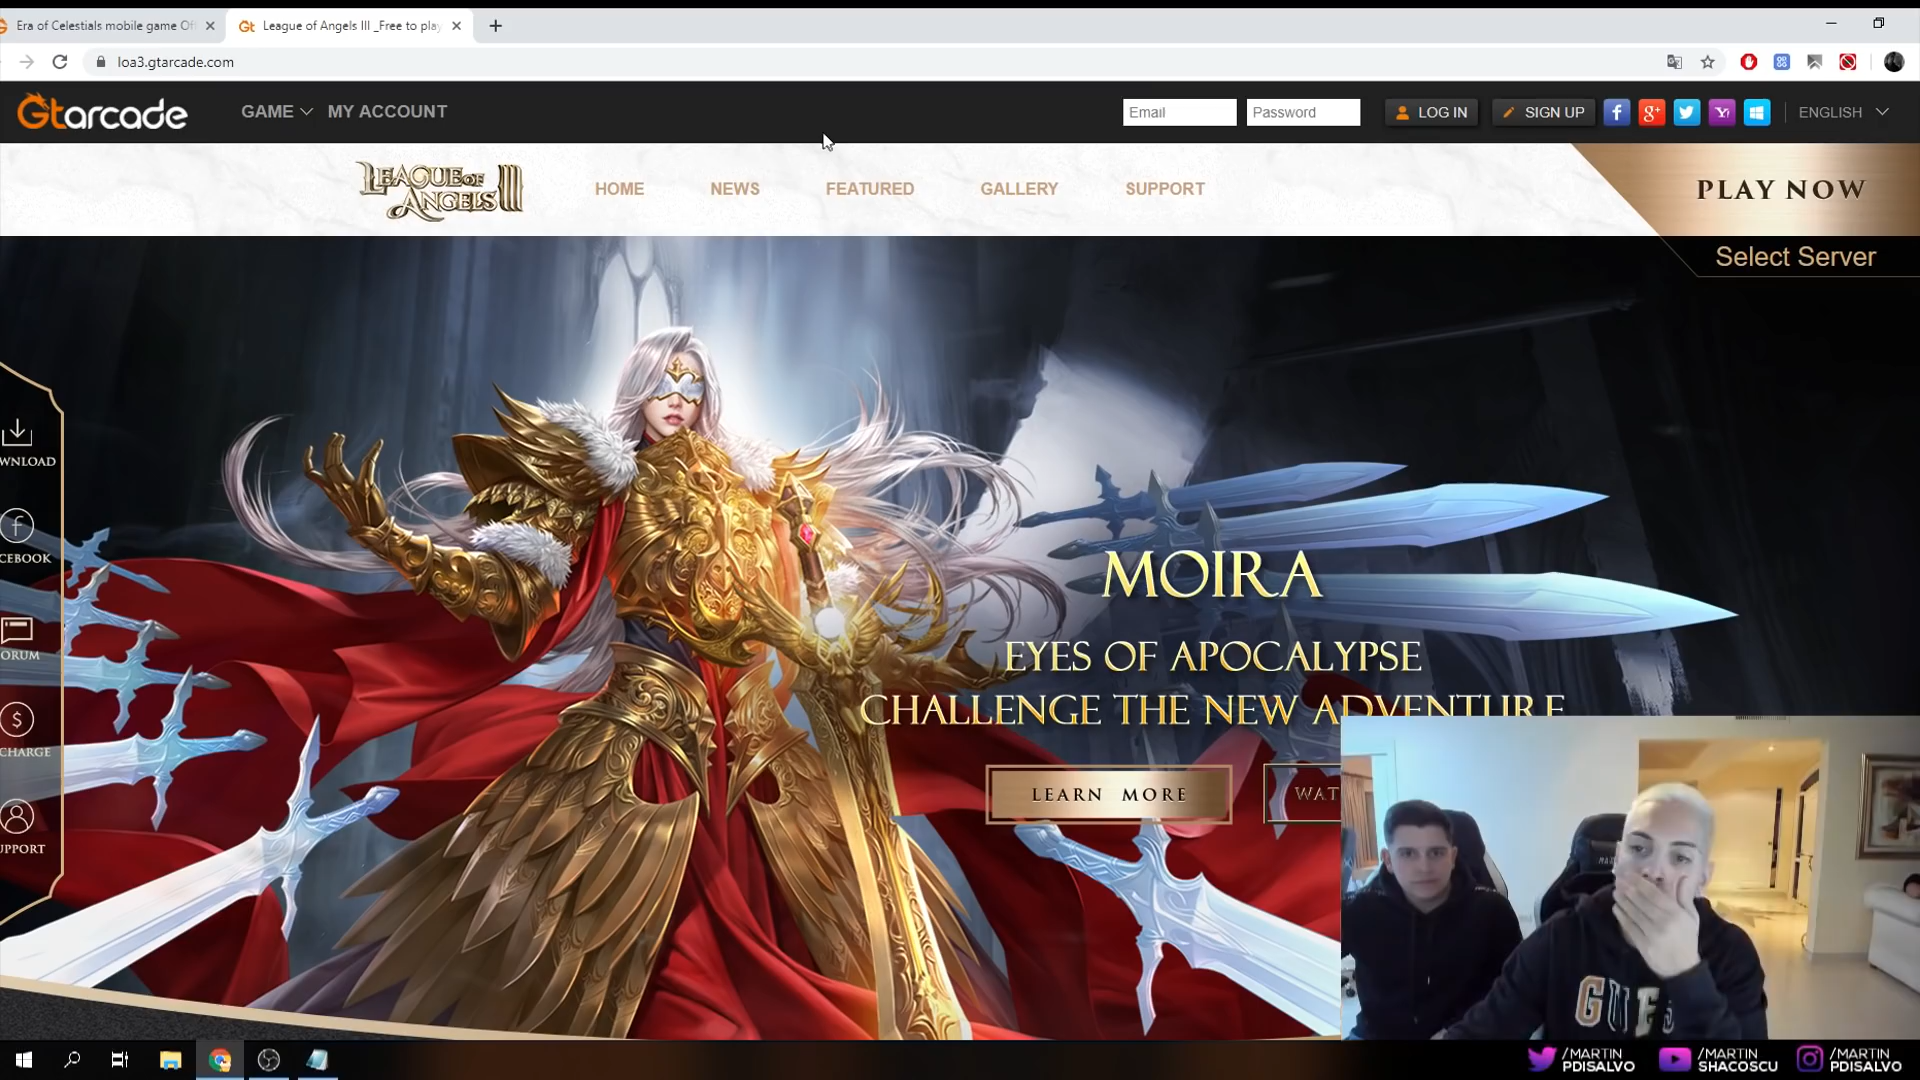 Era of Celestials mobile game Of
League of Angels III _Free to play
loa3.gtarcade.com
Gtarcade
GAME
MY ACCOUNT
Email
Password
LOG IN
SIGN UP
ENGLISH
LEAGUE OF ANGELS III
HOME
NEWS
FEATURED
GALLERY
SUPPORT
PLAY NOW
Select Server
WNLOAD
CEBOOK
ORUM
CHARGE
UPPORT
MOIRA
EYES OF APOCALYPSE
CHALLENGE THE NEW ADVENTURE
LEARN MORE
WAT
GUES
/MARTIN
PDISALVO
/MARTIN
SHACOSCU
/MARTIN
PDISALVO